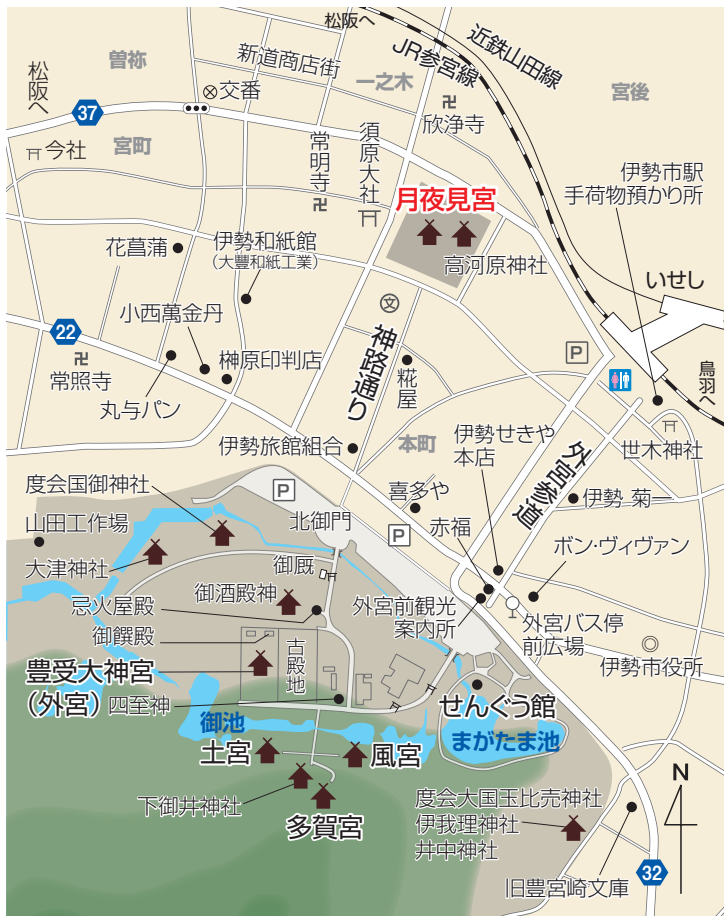 松阪へ
近鉄山田線
JR参宮線
曽祢
新道商店街
一之木
宮後
松阪へ
交番
37
欣浄寺
宮町
今社
常明寺
須原大社
伊勢市駅
手荷物預かり所
月夜見宮
花菖蒲
伊勢和紙館
（大豊和紙工業）
高河原神社
いせし
文
小西萬金丹
22
神路通り
P
常照寺
榊原印判店
糀屋
鳥羽へ
丸与パン
本町
伊勢旅館組合
伊勢せきや
本店
外宮参道
世木神社
度会国御神社
P
喜多や
伊勢 菊一
山田工作場
北御門
P
赤福
ボン・ヴィヴァン
大津神社
御厩
御酒殿神
忌火屋殿
外宮前観光
案内所
外宮バス停
前広場
御饌殿
古殿地
伊勢市役所
豊受大神宮
（外宮）
四至神
せんぐう館
御池
まがたま池
土宮
風宮
N
下御井神社
多賀宮
度会大国玉比売神社
伊我理神社
井中神社
旧豊宮崎文庫
32